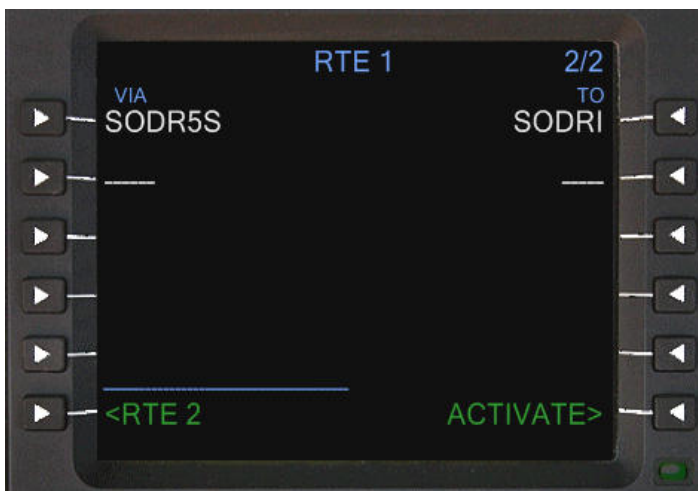 RTE 1 2/2
VIA TO
SODR5S SODRI
----- ----
<RTE 2 ACTIVATE>